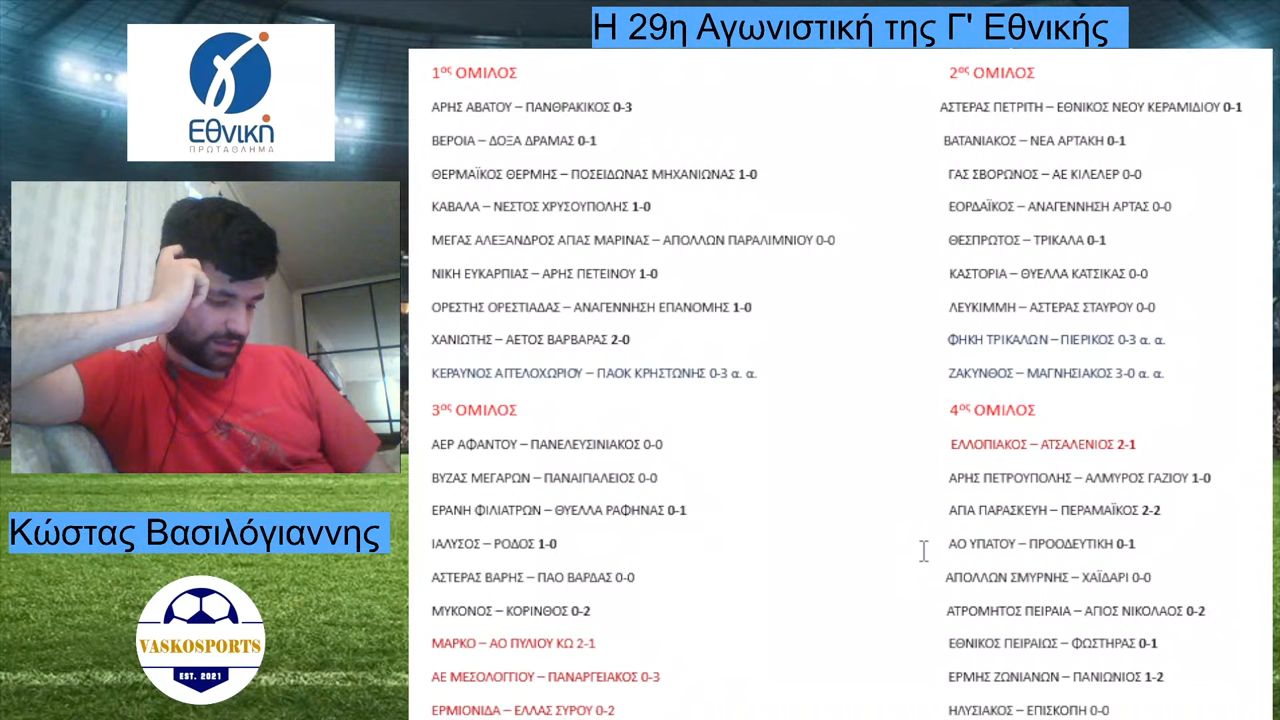 Η 29η Αγωνιστική της Γ' Εθνικής
Εθνική
ΠΡΩΤΑΘΛΗΜΑ
1ος ΟΜΙΛΟΣ
ΑΡΗΣ ΑΒΑΤΟΥ – ΠΑΝΘΡΑΚΙΚΟΣ 0-3
ΒΕΡΟΙΑ – ΔΟΞΑ ΔΡΑΜΑΣ 0-1
ΘΕΡΜΑΪΚΟΣ ΘΕΡΜΗΣ – ΠΟΣΕΙΔΩΝΑΣ ΜΗΧΑΝΙΩΝΑΣ 1-0
ΚΑΒΑΛΑ – ΝΕΣΤΟΣ ΧΡΥΣΟΥΠΟΛΗΣ 1-0
ΜΕΓΑΣ ΑΛΕΞΑΝΔΡΟΣ ΑΓΙΑΣ ΜΑΡΙΝΑΣ – ΑΠΟΛΛΩΝ ΠΑΡΑΛΙΜΝΙΟΥ 0-0
ΝΙΚΗ ΕΥΚΑΡΠΙΑΣ – ΑΡΗΣ ΠΕΤΕΙΝΟΥ 1-0
ΟΡΕΣΤΗΣ ΟΡΕΣΤΙΑΔΑΣ – ΑΝΑΓΕΝΝΗΣΗ ΕΠΑΝΟΜΗΣ 1-0
ΧΑΝΙΩΤΗΣ – ΑΕΤΟΣ ΒΑΡΒΑΡΑΣ 2-0
ΚΕΡΑΥΝΟΣ ΑΓΓΕΛΟΧΩΡΙΟΥ – ΠΑΟΚ ΚΡΗΣΤΩΝΗΣ 0-3 α. α.
2ος ΟΜΙΛΟΣ
ΑΣΤΕΡΑΣ ΠΕΤΡΙΤΗ – ΕΘΝΙΚΟΣ ΝΕΟΥ ΚΕΡΑΜΙΔΙΟΥ 0-1
ΒΑΤΑΝΙΑΚΟΣ – ΝΕΑ ΑΡΤΑΚΗ 0-1
ΓΑΣ ΣΒΟΡΩΝΟΣ – ΑΕ ΚΙΛΕΛΕΡ 0-0
ΕΟΡΔΑΪΚΟΣ – ΑΝΑΓΕΝΝΗΣΗ ΑΡΤΑΣ 0-0
ΘΕΣΠΡΩΤΟΣ – ΤΡΙΚΑΛΑ 0-1
ΚΑΣΤΟΡΙΑ – ΘΥΕΛΛΑ ΚΑΤΣΙΚΑΣ 0-0
ΛΕΥΚΙΜΜΗ – ΑΣΤΕΡΑΣ ΣΤΑΥΡΟΥ 0-0
ΦΗΚΗ ΤΡΙΚΑΛΩΝ – ΠΙΕΡΙΚΟΣ 0-3 α. α.
ΖΑΚΥΝΘΟΣ – ΜΑΓΝΗΣΙΑΚΟΣ 3-0 α. α.
3ος ΟΜΙΛΟΣ
ΑΕΡ ΑΦΑΝΤΟΥ – ΠΑΝΕΛΕΥΣΙΝΙΑΚΟΣ 0-0
ΒΥΖΑΣ ΜΕΓΑΡΩΝ – ΠΑΝΑΙΓΙΑΛΕΙΟΣ 0-0
ΕΡΑΝΗ ΦΙΛΙΑΤΡΩΝ – ΘΥΕΛΛΑ ΡΑΦΗΝΑΣ 0-1
ΙΑΛΥΣΟΣ – ΡΟΔΟΣ 1-0
ΑΣΤΕΡΑΣ ΒΑΡΗΣ – ΠΑΟ ΒΑΡΔΑΣ 0-0
ΜΥΚΟΝΟΣ – ΚΟΡΙΝΘΟΣ 0-2
ΜΑΡΚΟ – ΑΟ ΠΥΛΙΟΥ ΚΩ 2-1
ΑΕ ΜΕΣΟΛΟΓΓΙΟΥ – ΠΑΝΑΡΓΕΙΑΚΟΣ 0-3
ΕΡΜΙΟΝΙΔΑ – ΕΛΛΑΣ ΣΥΡΟΥ 0-2
4ος ΟΜΙΛΟΣ
ΕΛΛΟΠΙΑΚΟΣ – ΑΤΣΑΛΕΝΙΟΣ 2-1
ΑΡΗΣ ΠΕΤΡΟΥΠΟΛΗΣ – ΑΛΜΥΡΟΣ ΓΑΖΙΟΥ 1-0
ΑΓΙΑ ΠΑΡΑΣΚΕΥΗ – ΠΕΡΑΜΑΪΚΟΣ 2-2
ΑΟ ΥΠΑΤΟΥ – ΠΡΟΟΔΕΥΤΙΚΗ 0-1
ΑΠΟΛΛΩΝ ΣΜΥΡΝΗΣ – ΧΑΪΔΑΡΙ 0-0
ΑΤΡΟΜΗΤΟΣ ΠΕΙΡΑΙΑ – ΑΓΙΟΣ ΝΙΚΟΛΑΟΣ 0-2
ΕΘΝΙΚΟΣ ΠΕΙΡΑΙΩΣ – ΦΩΣΤΗΡΑΣ 0-1
ΕΡΜΗΣ ΖΩΝΙΑΝΩΝ – ΠΑΝΙΩΝΙΟΣ 1-2
ΗΛΥΣΙΑΚΟΣ – ΕΠΙΣΚΟΠΗ 0-0
Κώστας Βασιλόγιαννης
VASKOSPORTS
EST. 2021